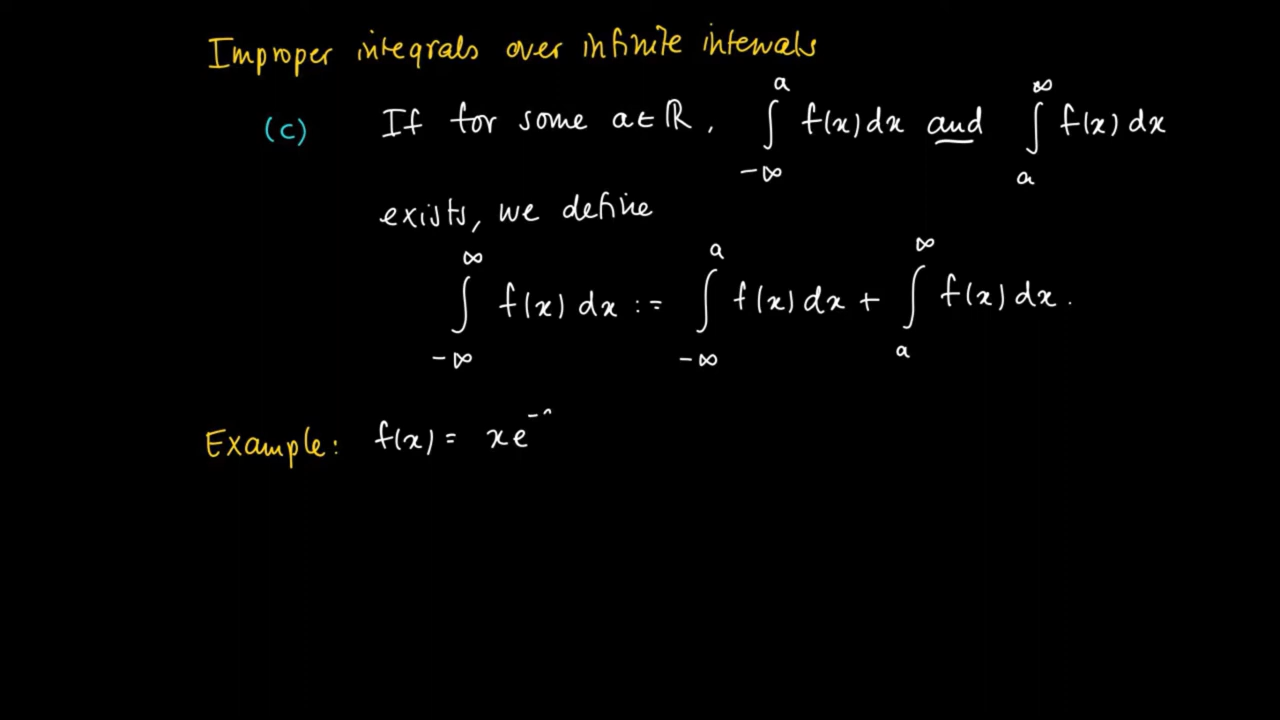 Improper integrals over infinite intervals
(c) If for some a ∈ ℝ, ∫_{-∞}^{a} f(x) dx and ∫_{a}^{∞} f(x) dx
exists, we define
∫_{-∞}^{∞} f(x) dx := ∫_{-∞}^{a} f(x) dx + ∫_{a}^{∞} f(x) dx.
Example: f(x) = xe^{-